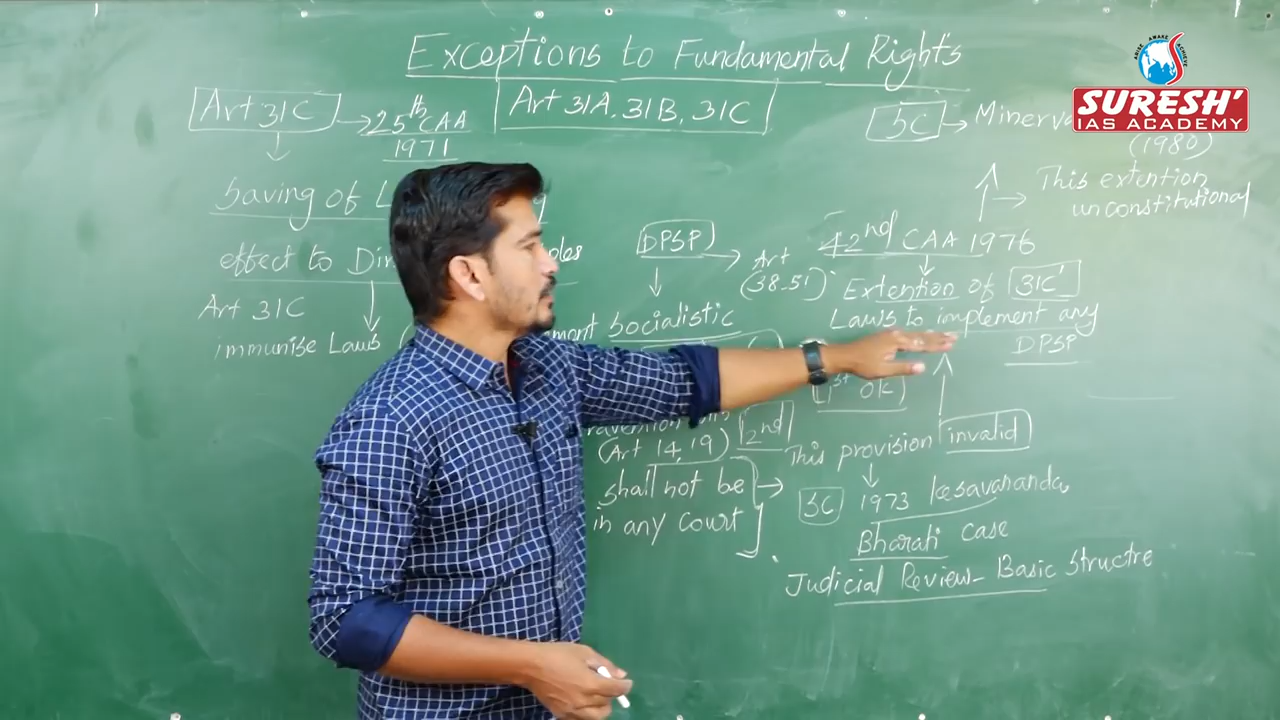 Exceptions to Fundamental Rights
Art 31A, 31B, 31C
Art 31C
25th CAA
1971
Saving of
effect to
Art 31C
immunise Laws
DPSP
Art
(38-51)
socialistic
(Art 14, 19)
2nd
shall not be
in any court
SC
(1980)
This extention
unconstitutional
42nd CAA 1976
Extention of 31C'
Laws to implement any
DPSP
1st ok
This provision invalid
SC 1973 Kesavananda
Bharati case
Judicial Review - Basic Structre
ARISE AWARE ACHIEVE
SURESH'
IAS ACADEMY